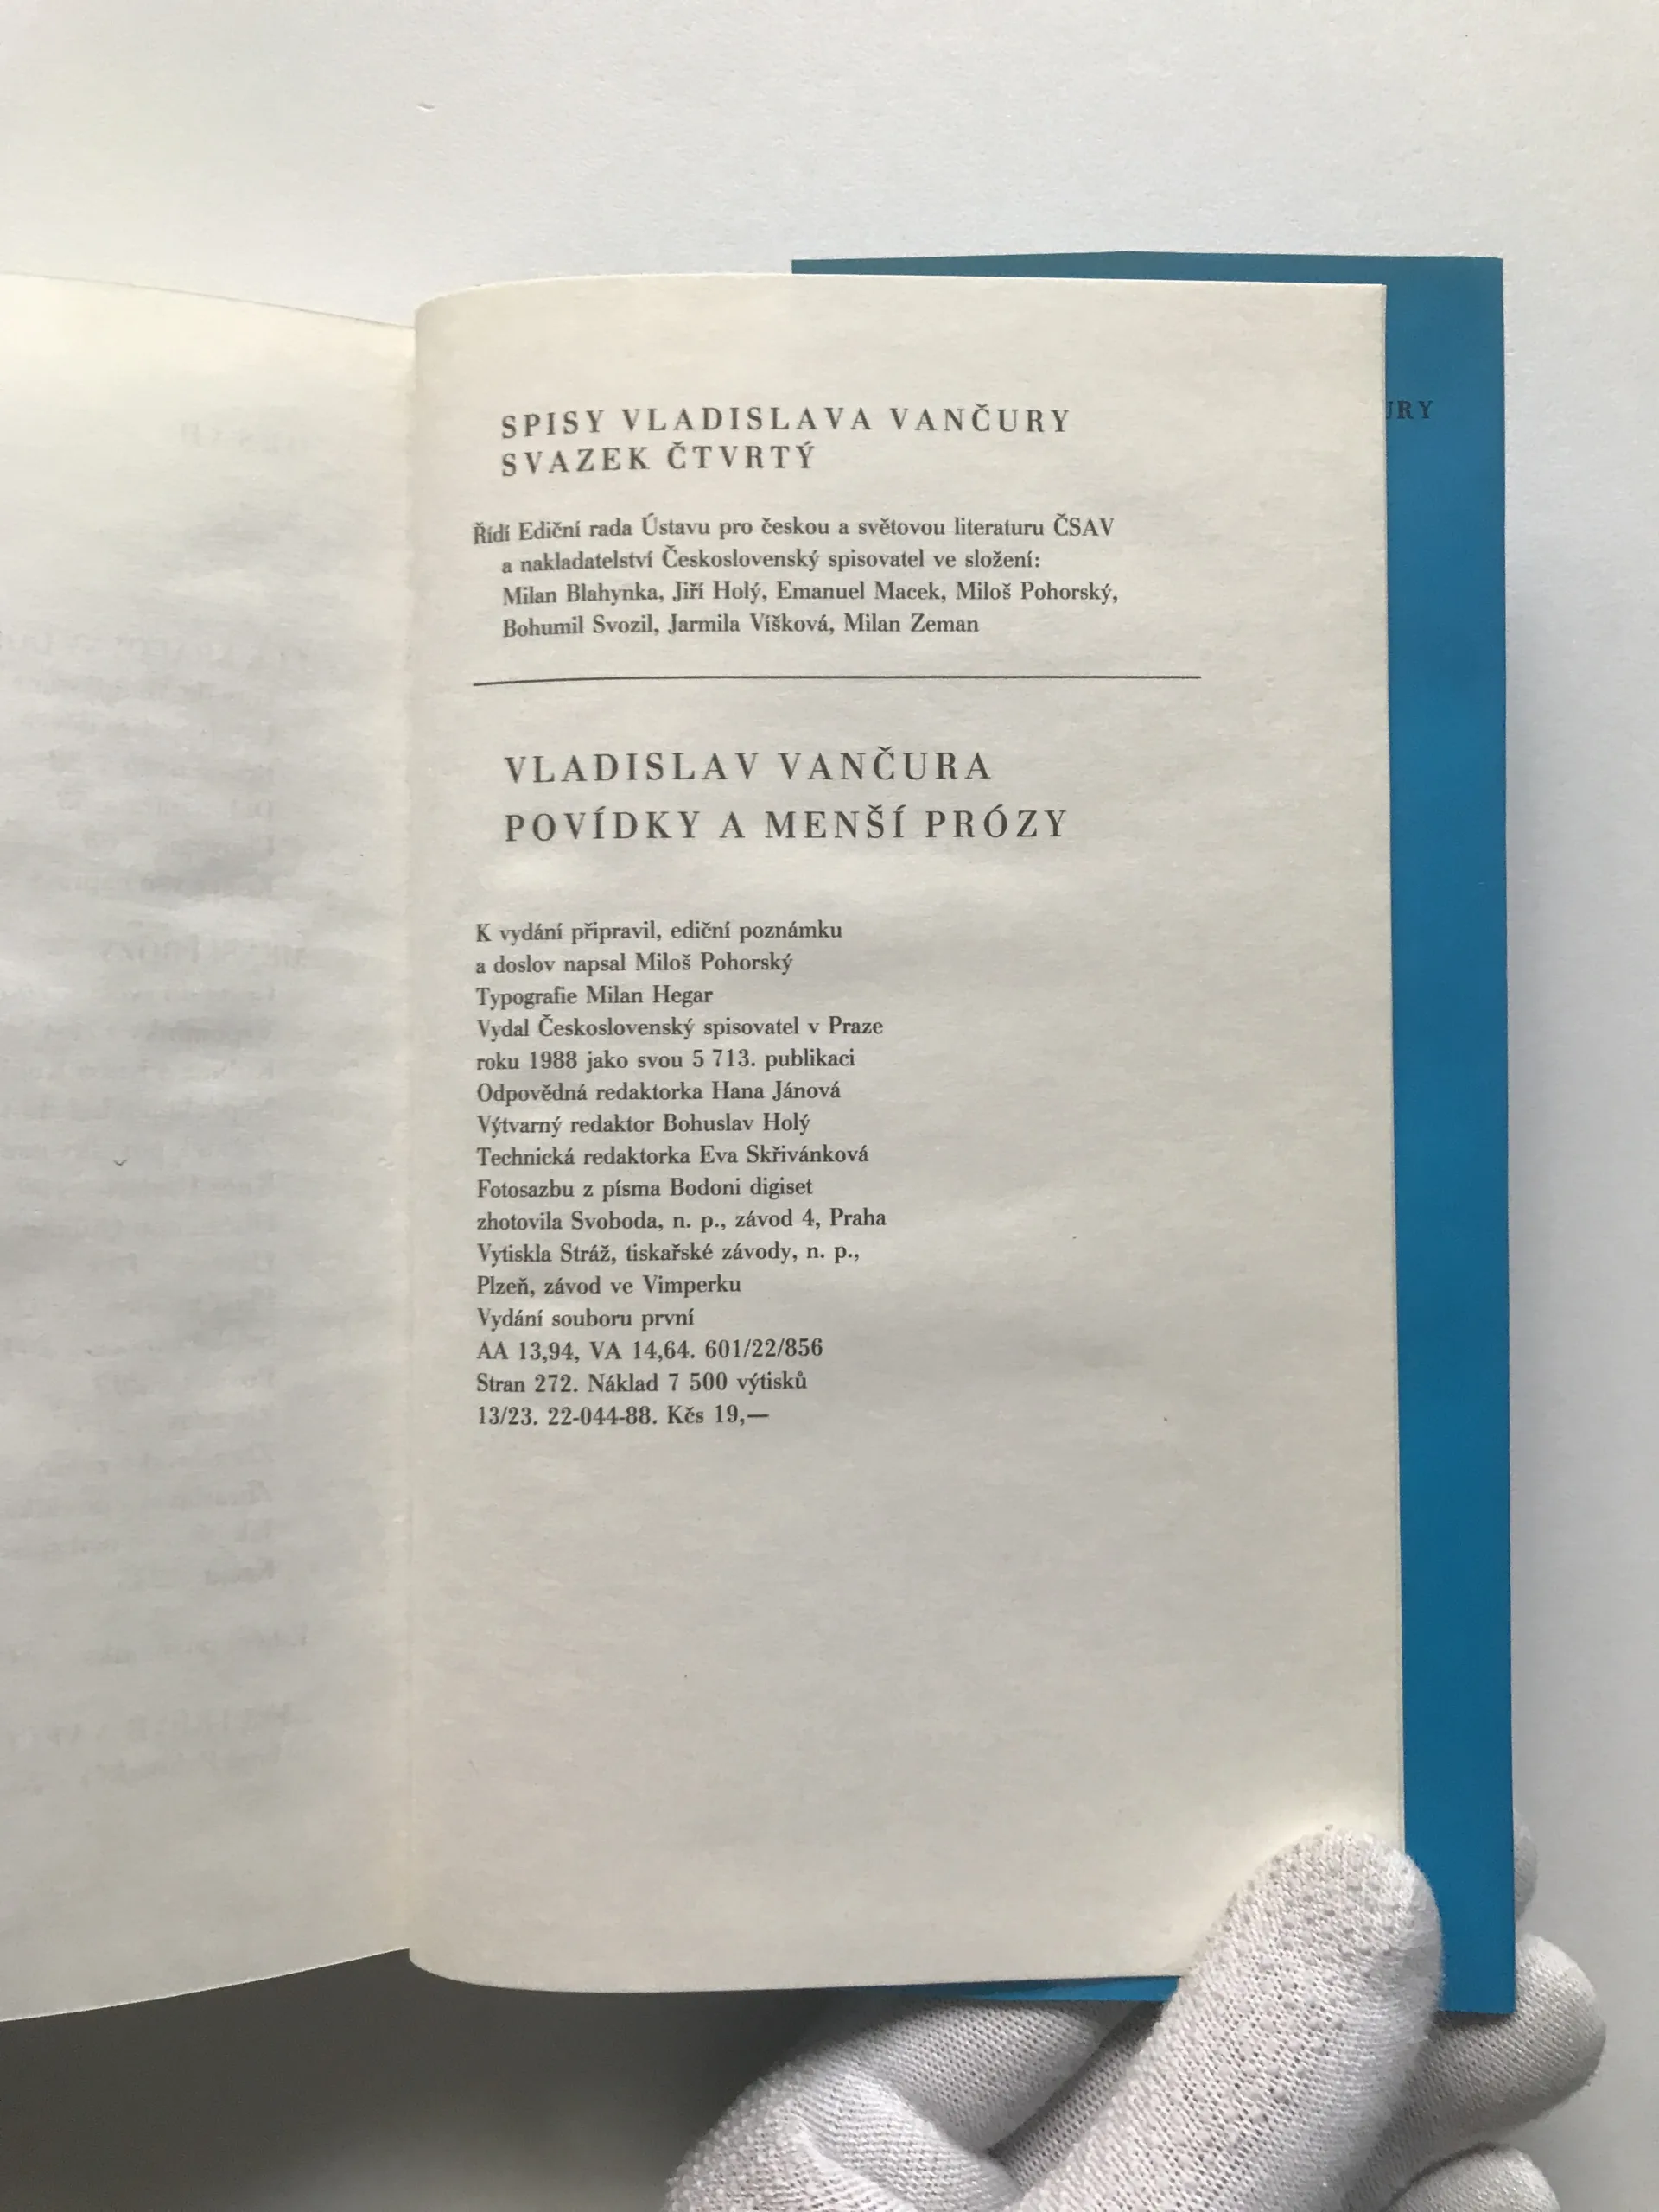 SPISY VLADISLAVA VANČURY
SVAZEK ČTVRTÝ
Řídí Ediční rada Ústavu pro českou a světovou literaturu ČSAV
a nakladatelství Československý spisovatel ve složení:
Milan Blahynka, Jiří Holý, Emanuel Macek, Miloš Pohorský,
Bohumil Svozil, Jarmila Víšková, Milan Zeman
VLADISLAV VANČURA
POVÍDKY A MENŠÍ PRÓZY
K vydání připravil, ediční poznámku
a doslov napsal Miloš Pohorský
Typografie Milan Hegar
Vydal Československý spisovatel v Praze
roku 1988 jako svou 5 713. publikaci
Odpovědná redaktorka Hana Jánová
Výtvarný redaktor Bohuslav Holý
Technická redaktorka Eva Skřivánková
Fotosazbu z písma Bodoni digiset
zhotovila Svoboda, n. p., závod 4, Praha
Vytiskla Stráž, tiskařské závody, n. p.,
Plzeň, závod ve Vimperku
Vydání souboru první
AA 13,94, VA 14,64. 601/22/856
Stran 272. Náklad 7 500 výtisků
13/23. 22-044-88. Kčs 19,—